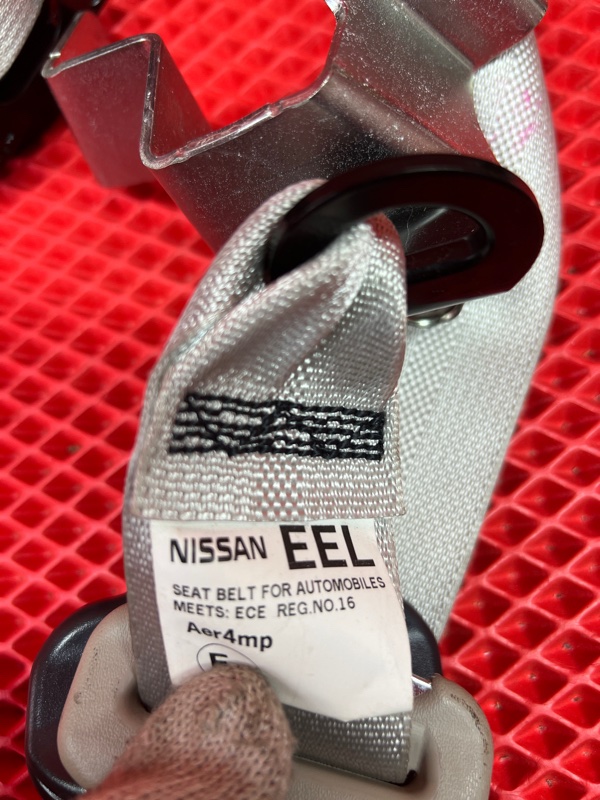 NISSAN EEL
SEAT BELT FOR AUTOMOBILES
MEETS: ECE REG.NO.16
Aer4mp